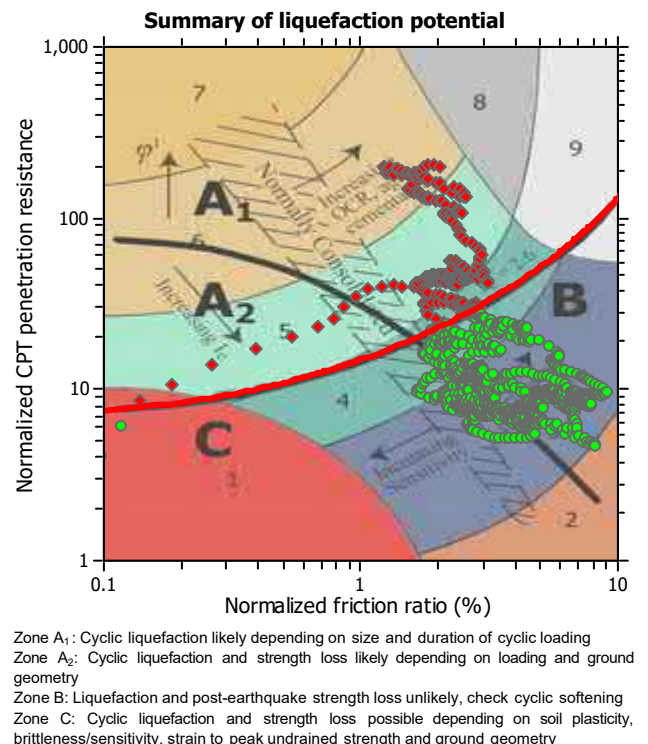 Summary of liquefaction potential
1,000
100
10
1
Normalized CPT penetration resistance
7
8
9
φ'
Increasing
OCR,
cementation
Normally Consolidated
A1
6
A2
Increasing Ic
5
B
4
C
1
Increasing
Sensitivity
2
0.1
1
10
Normalized friction ratio (%)
Zone A1: Cyclic liquefaction likely depending on size and duration of cyclic loading
Zone A2: Cyclic liquefaction and strength loss likely depending on loading and ground
geometry
Zone B: Liquefaction and post-earthquake strength loss unlikely, check cyclic softening
Zone C: Cyclic liquefaction and strength loss possible depending on soil plasticity,
brittleness/sensitivity, strain to peak undrained strength and ground geometry